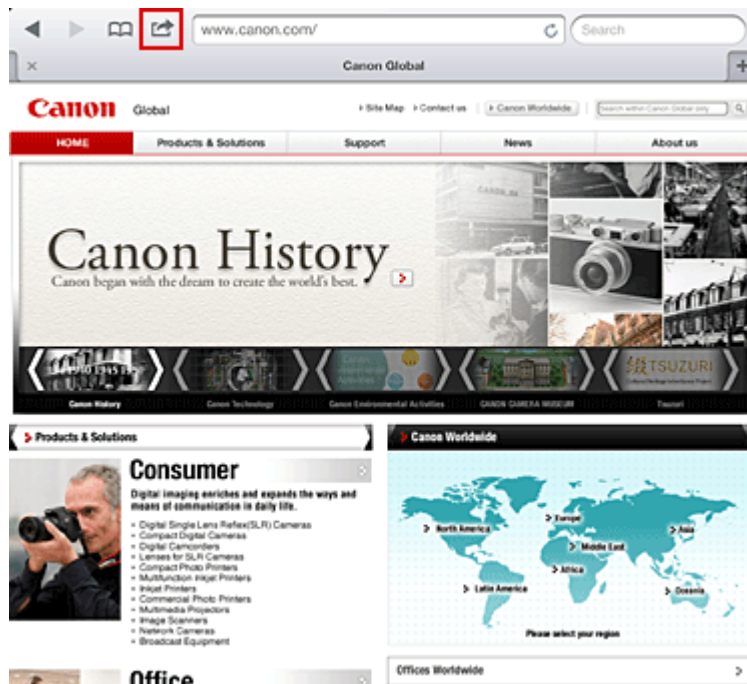 www.canon.com/
Search
Canon Global
Canon
Global
Site Map
Contact us
Canon Worldwide
Search within Canon Global only
HOME
Products & Solutions
Support
News
About us
CANON
Canon History
Canon began with the dream to create the world's best.
TSUZURI
Canon History
Canon Technology
Canon Environmental Activities
CANON CAMERA MUSEUM
Tsuzuri
Products & Solutions
Canon Worldwide
Consumer
Digital imaging enriches and expands the ways and
means of communication in daily life.
Digital Single Lens Reflex(SLR) Cameras
Compact Digital Cameras
Digital Camcorders
Lenses for SLR Cameras
Compact Photo Printers
Multifunction Inkjet Printers
Inkjet Printers
Commercial Photo Printers
Multimedia Projectors
Image Scanners
Network Cameras
Broadcast Equipment
North America
Europe
Asia
Middle East
Africa
Latin America
Oceania
Please select your region
Office
Offices Worldwide